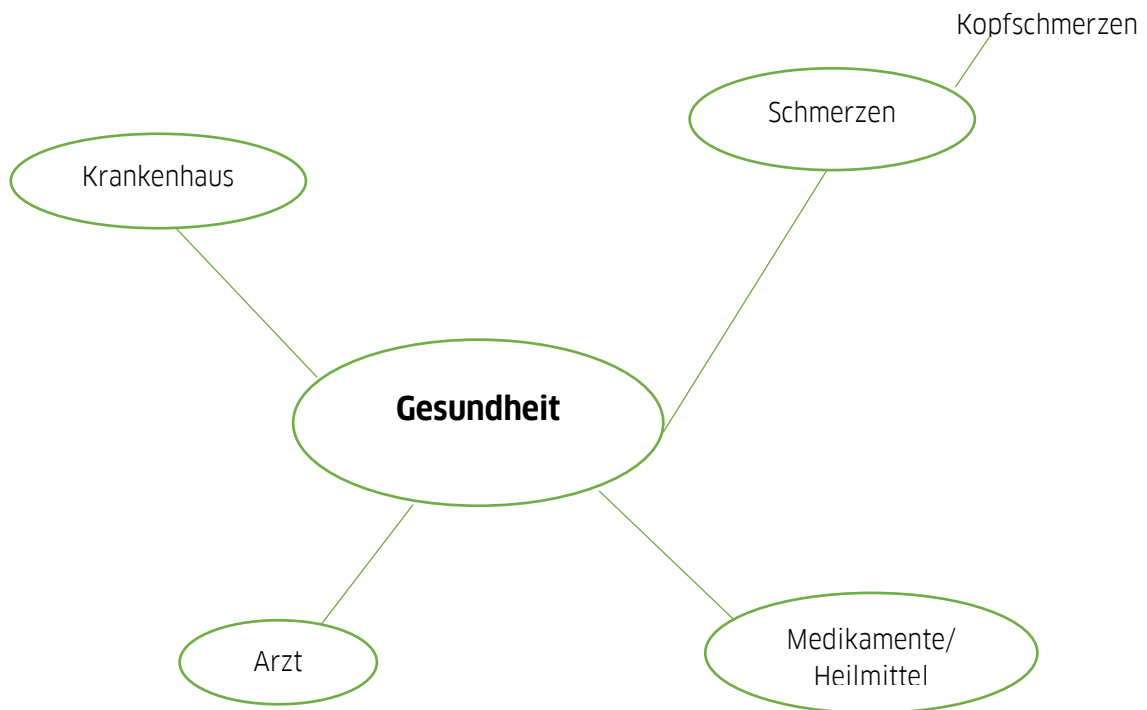 Kopfschmerzen
Schmerzen
Krankenhaus
Gesundheit
Arzt
Medikamente/
Heilmittel